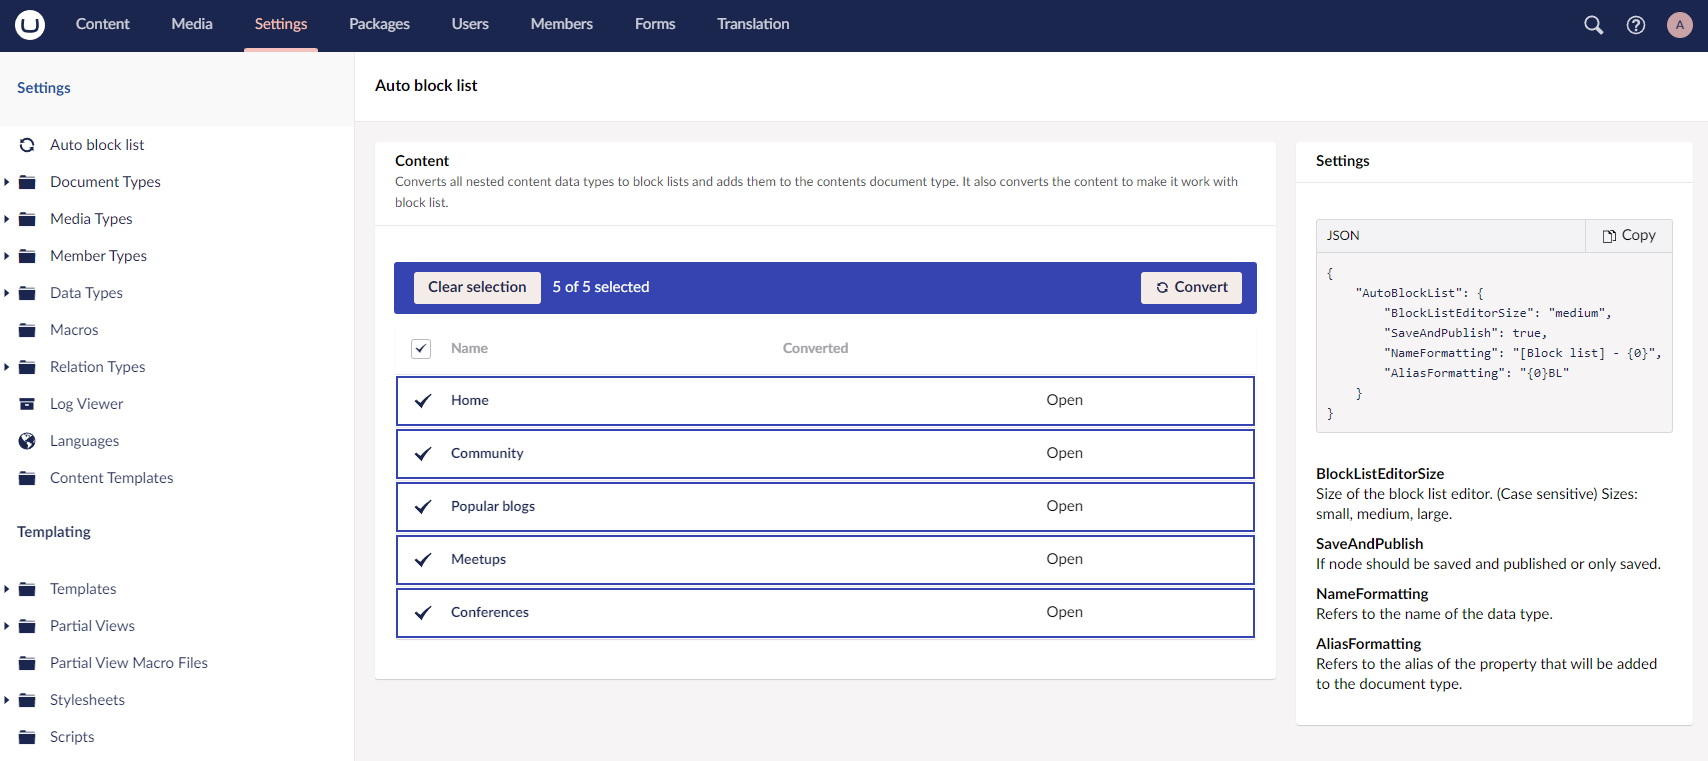 Content Media Settings Packages Users Members Forms Translation
A
Settings
Auto block list
Document Types
Media Types
Member Types
Data Types
Macros
Relation Types
Log Viewer
Languages
Content Templates
Templating
Templates
Partial Views
Partial View Macro Files
Stylesheets
Scripts
Auto block list
Content
Converts all nested content data types to block lists and adds them to the contents document type. It also converts the content to make it work with
block list.
Clear selection 5 of 5 selected Convert
Name Converted
Home Open
Community Open
Popular blogs Open
Meetups Open
Conferences Open
Settings
JSON Copy
{
"AutoBlockList": {
"BlockListEditorSize": "medium",
"SaveAndPublish": true,
"NameFormatting": "[Block list] - {0}",
"AliasFormatting": "{0}BL"
}
}
BlockListEditorSize
Size of the block list editor. (Case sensitive) Sizes:
small, medium, large.
SaveAndPublish
If node should be saved and published or only saved.
NameFormatting
Refers to the name of the data type.
AliasFormatting
Refers to the alias of the property that will be added
to the document type.